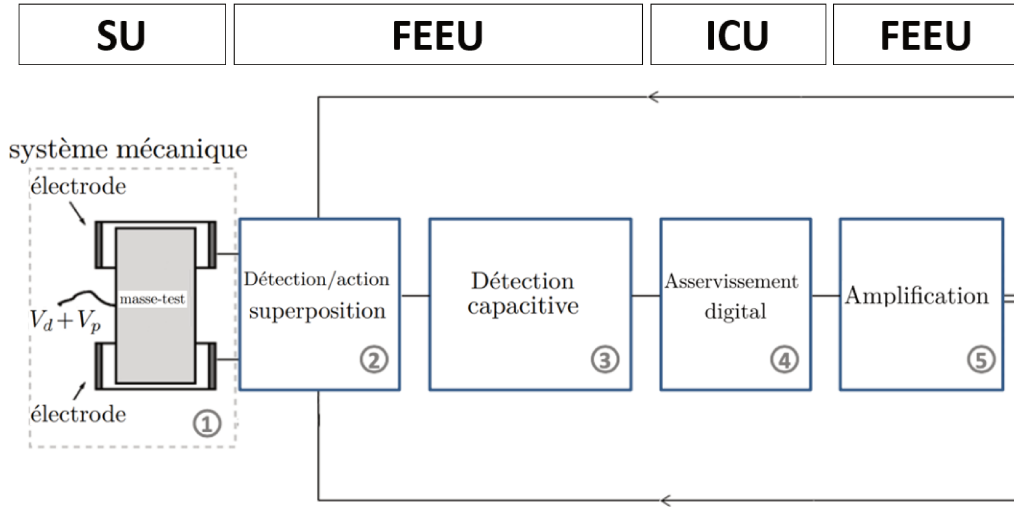 SU
FEEU
ICU
FEEU
système mécanique
électrode
masse-test
V_d + V_p
électrode
①
Détection/action
superposition
②
Détection
capacitive
③
Asservissement
digital
④
Amplification
⑤